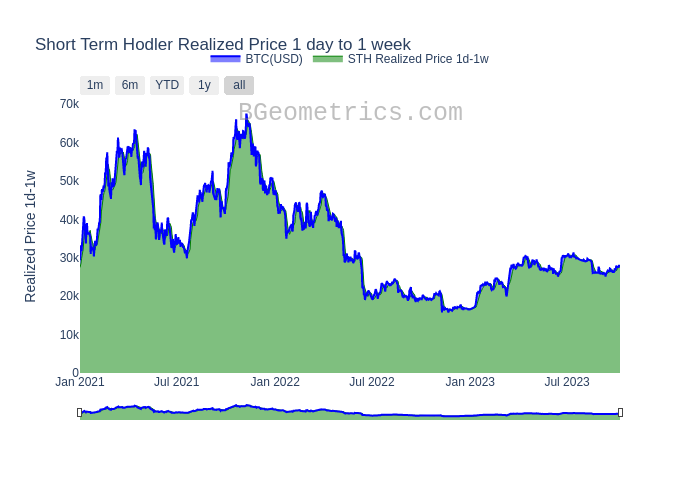 Short Term Hodler Realized Price 1 day to 1 week
BTC(USD) STH Realized Price 1d-1w
1m 6m YTD 1y all
BGeometrics.com
Realized Price 1d-1w
70k
60k
50k
40k
30k
20k
10k
0
Jan 2021 Jul 2021 Jan 2022 Jul 2022 Jan 2023 Jul 2023